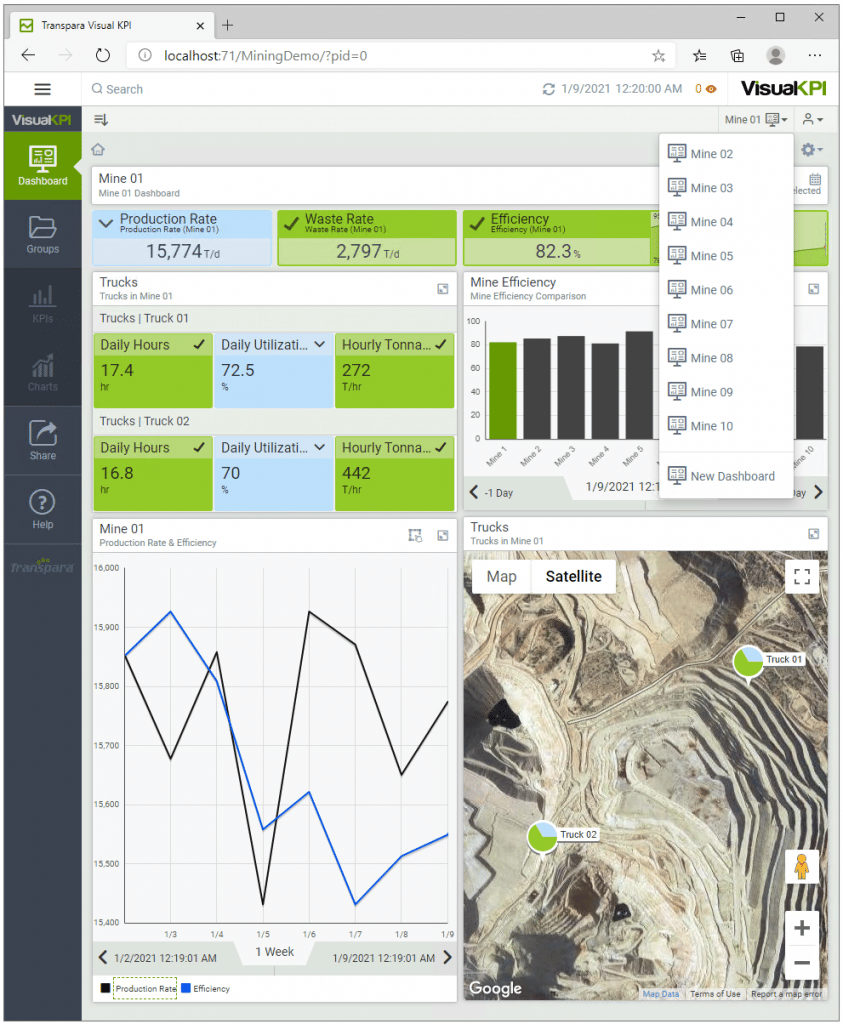 Transpara Visual KPI
localhost:71/MiningDemo/?pid=0
Search
1/9/2021 12:20:00 AM
0
VisualKPI
VisualKPI
Mine 01
Dashboard
Groups
KPIs
Charts
Share
Help
Transpara
Mine 01
Mine 01 Dashboard
elected
Mine 02
Mine 03
Mine 04
Mine 05
Mine 06
Mine 07
Mine 08
Mine 09
Mine 10
New Dashboard
Production Rate
Production Rate (Mine 01)
15,774 T/d
Waste Rate
Waste Rate (Mine 01)
2,797 T/d
Efficiency
Efficiency (Mine 01)
82.3 %
Trucks
Trucks in Mine 01
Trucks | Truck 01
Daily Hours
17.4
hr
Daily Utilizati...
72.5
%
Hourly Tonna...
272
T/hr
Trucks | Truck 02
Daily Hours
16.8
hr
Daily Utilizati...
70
%
Hourly Tonna...
442
T/hr
Mine Efficiency
Mine Efficiency Comparison
100
80
60
40
20
0
Mine 1
Mine 2
Mine 3
Mine 4
Mine 5
ne 10
-1 Day
1/9/2021 12:1
ay
Mine 01
Production Rate & Efficiency
16,000
15,900
15,800
15,700
15,600
15,500
15,400
1/3
1/4
1/5
1/6
1/7
1/8
1/9
1/2/2021 12:19:01 AM
1 Week
1/9/2021 12:19:01 AM
Production Rate
Efficiency
Trucks
Trucks in Mine 01
Map
Satellite
Truck 01
Truck 02
Google
Map Data
Terms of Use
Report a map error